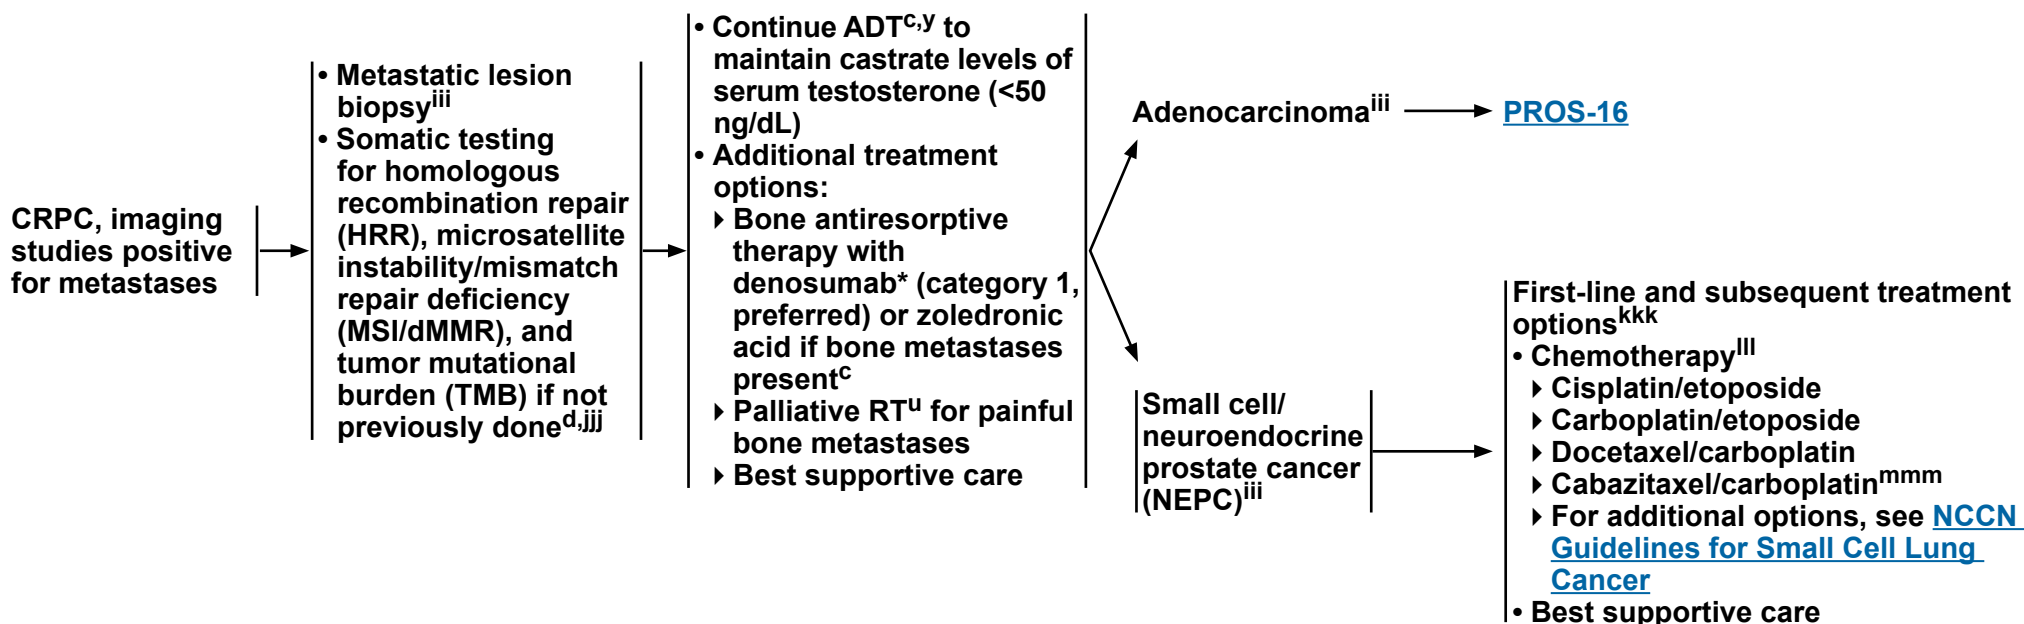 CRPC, imaging
studies positive
for metastases
• Metastatic lesion
biopsyiii
• Somatic testing
for homologous
recombination repair
(HRR), microsatellite
instability/mismatch
repair deficiency
(MSI/dMMR), and
tumor mutational
burden (TMB) if not
previously doned,jjj
• Continue ADTc,y to
maintain castrate levels of
serum testosterone (<50
ng/dL)
• Additional treatment
options:
‣ Bone antiresorptive
therapy with
denosumab* (category 1,
preferred) or zoledronic
acid if bone metastases
presentc
‣ Palliative RTu for painful
bone metastases
‣ Best supportive care
Adenocarcinomaiii
PROS-16
Small cell/
neuroendocrine
prostate cancer
(NEPC)iii
First-line and subsequent treatment
optionskkk
• Chemotherapylll
‣ Cisplatin/etoposide
‣ Carboplatin/etoposide
‣ Docetaxel/carboplatin
‣ Cabazitaxel/carboplatinmmm
‣ For additional options, see NCCN
Guidelines for Small Cell Lung
Cancer
• Best supportive care